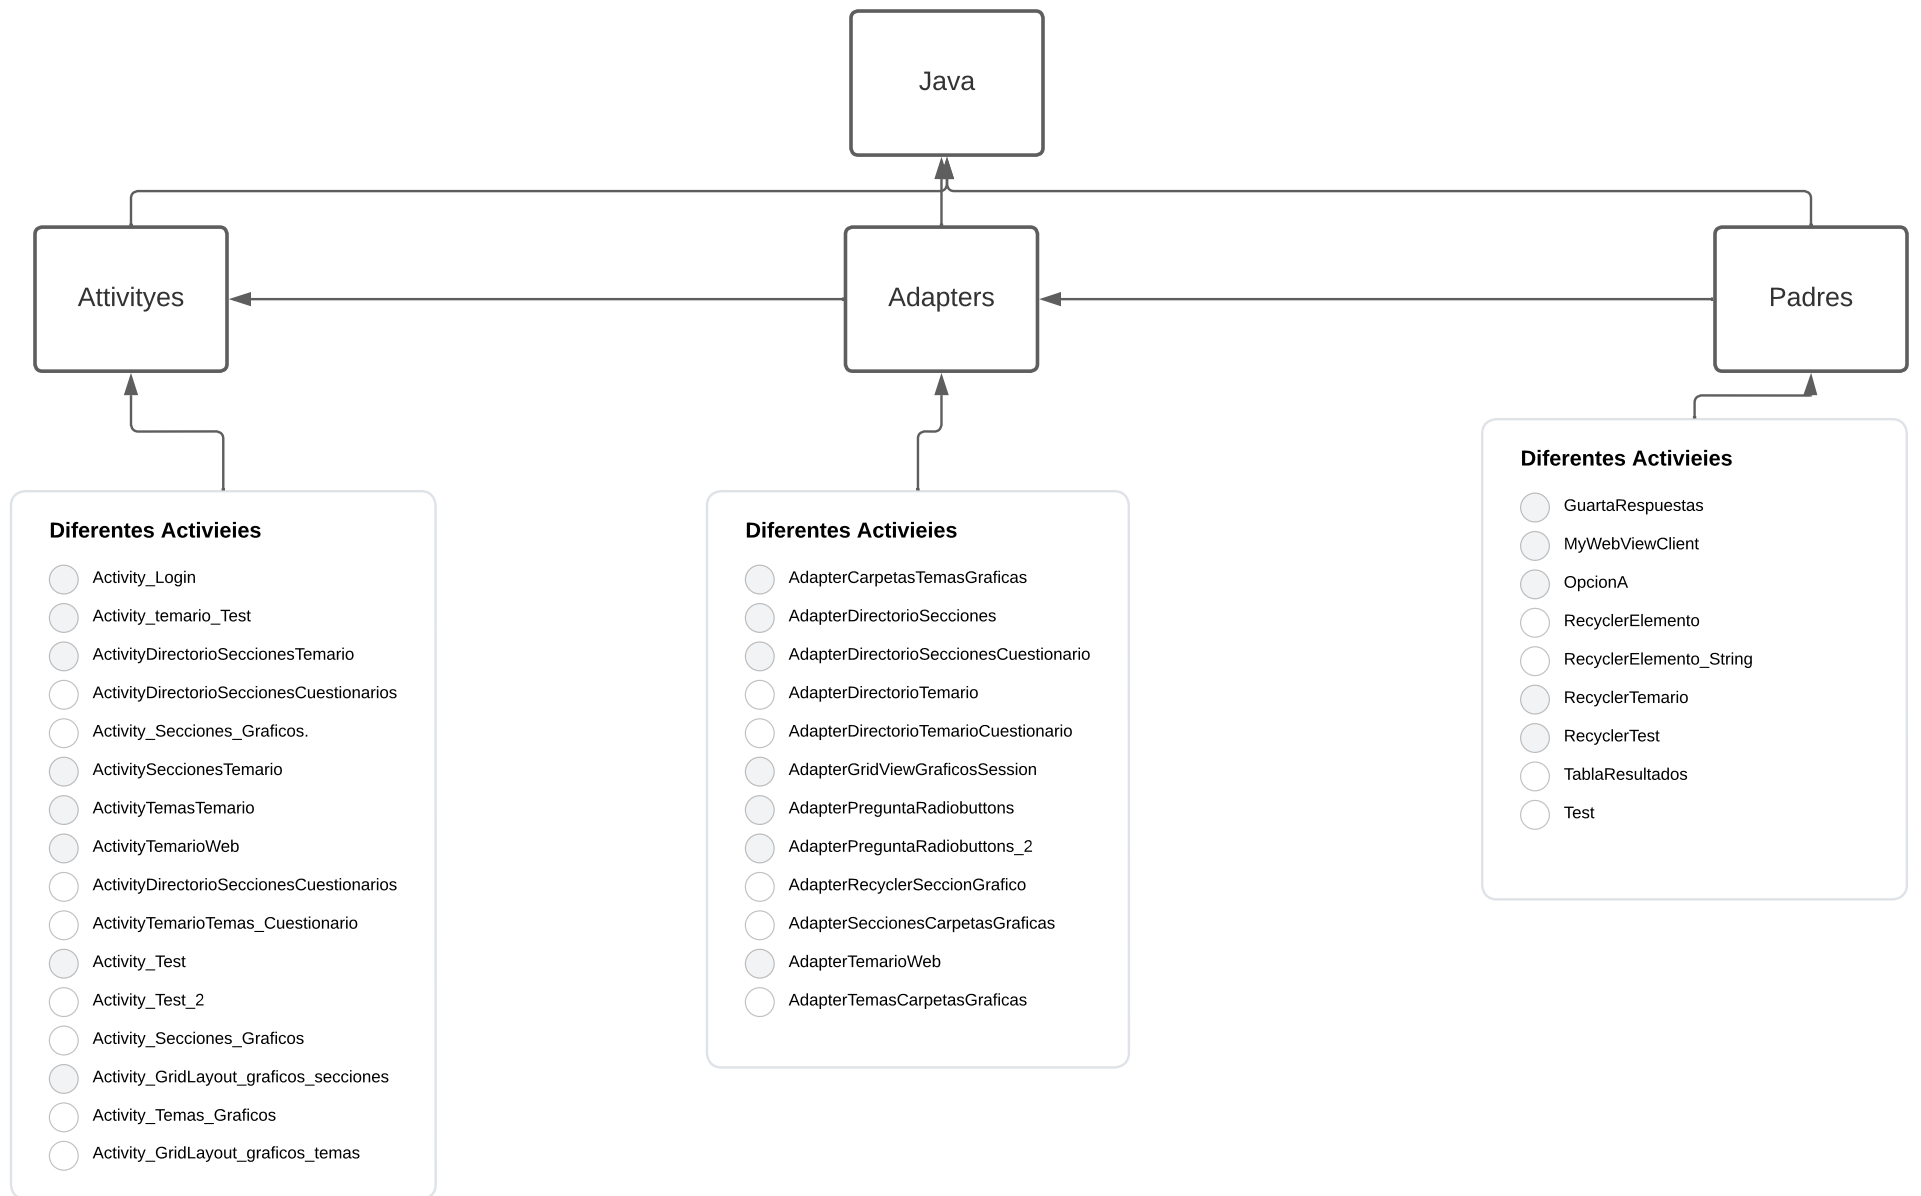 Java
Attivityes
Adapters
Padres
Diferentes Activieies
Activity_Login
Activity_temario_Test
ActivityDirectorioSeccionesTemario
ActivityDirectorioSeccionesCuestionarios
Activity_Secciones_Graficos.
ActivitySeccionesTemario
ActivityTemasTemario
ActivityTemarioWeb
ActivityDirectorioSeccionesCuestionarios
ActivityTemarioTemas_Cuestionario
Activity_Test
Activity_Test_2
Activity_Secciones_Graficos
Activity_GridLayout_graficos_secciones
Activity_Temas_Graficos
Activity_GridLayout_graficos_temas
Diferentes Activieies
AdapterCarpetasTemasGraficas
AdapterDirectorioSecciones
AdapterDirectorioSeccionesCuestionario
AdapterDirectorioTemario
AdapterDirectorioTemarioCuestionario
AdapterGridViewGraficosSession
AdapterPreguntaRadiobuttons
AdapterPreguntaRadiobuttons_2
AdapterRecyclerSeccionGrafico
AdapterSeccionesCarpetasGraficas
AdapterTemarioWeb
AdapterTemasCarpetasGraficas
Diferentes Activieies
GuartaRespuestas
MyWebViewClient
OpcionA
RecyclerElemento
RecyclerElemento_String
RecyclerTemario
RecyclerTest
TablaResultados
Test